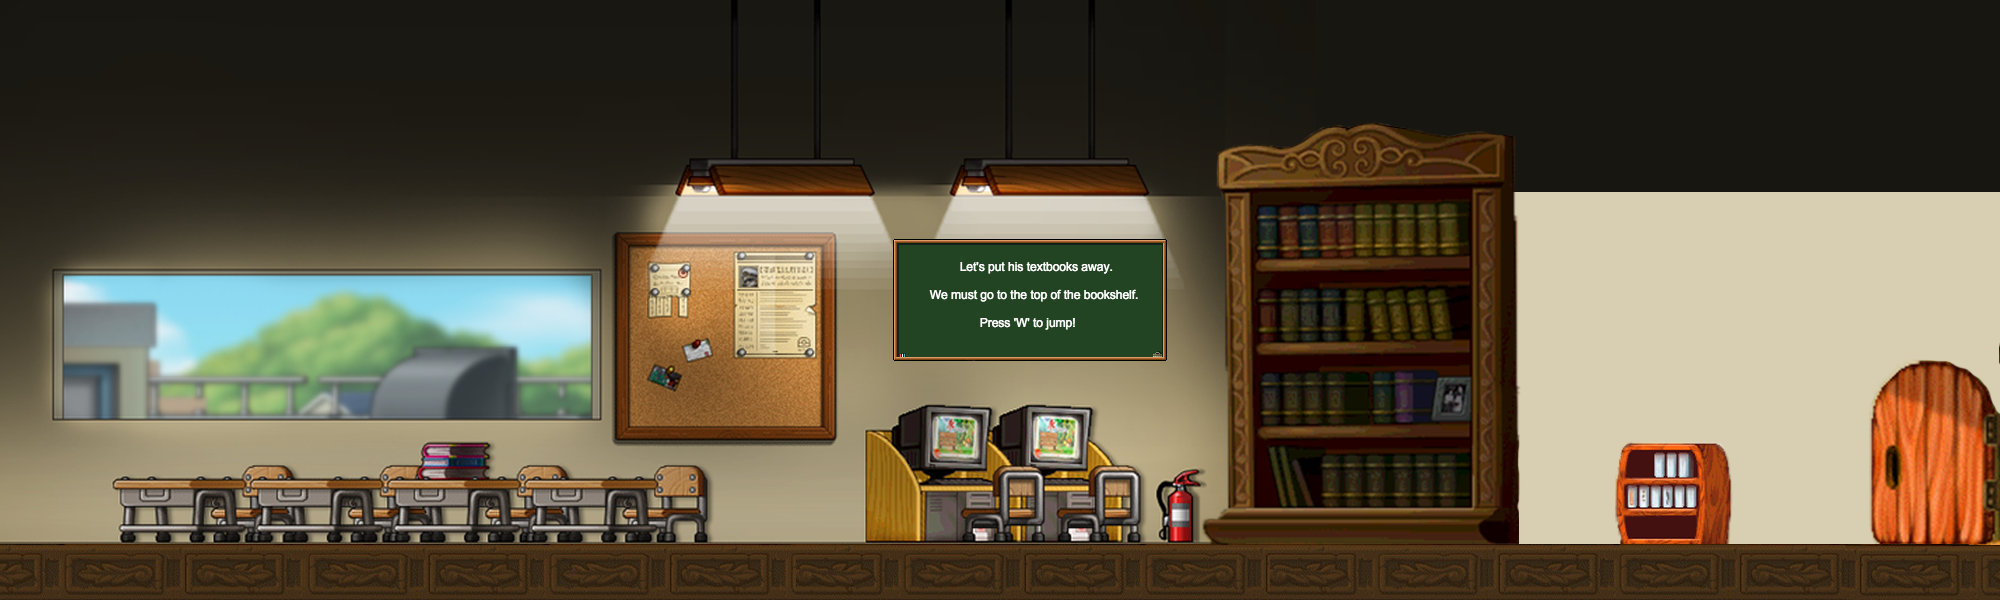 Let's put his textbooks away.
We must go to the top of the bookshelf.
Press 'W' to jump!